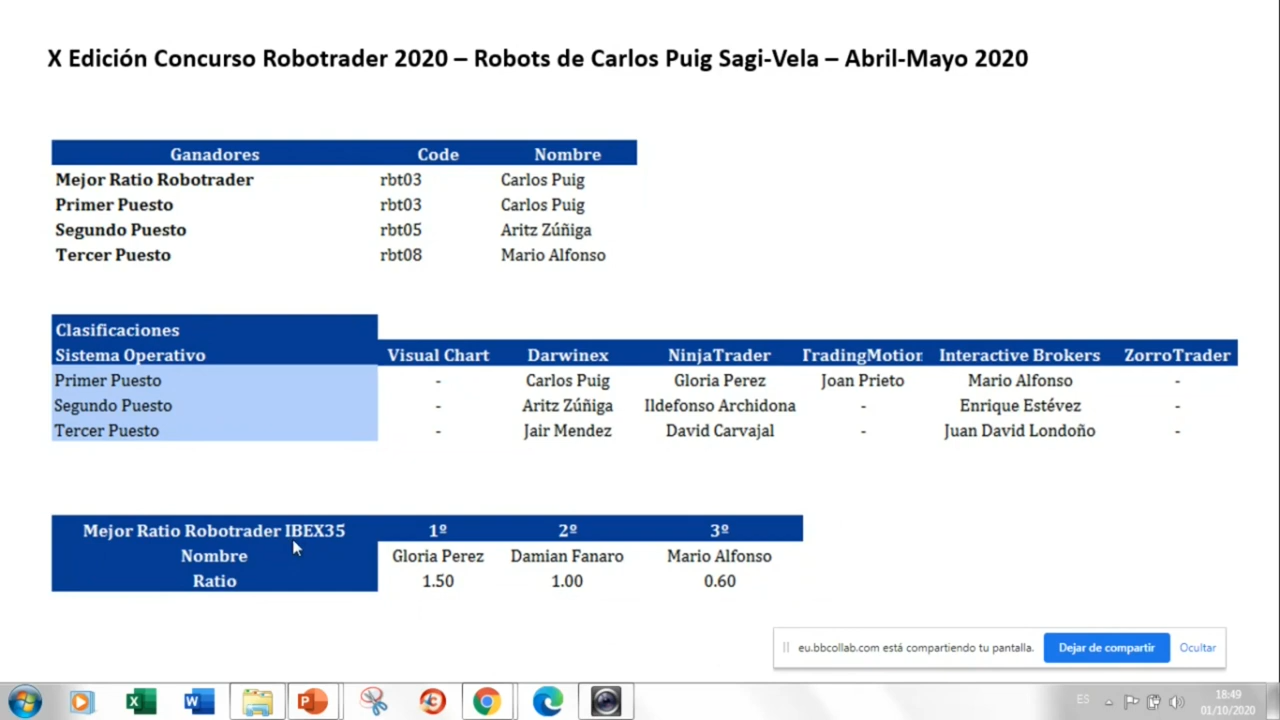 X Edición Concurso Robotrader 2020 – Robots de Carlos Puig Sagi-Vela – Abril-Mayo 2020
Ganadores Code Nombre
Mejor Ratio Robotrader rbt03 Carlos Puig
Primer Puesto rbt03 Carlos Puig
Segundo Puesto rbt05 Aritz Zúñiga
Tercer Puesto rbt08 Mario Alfonso
Clasificaciones
Sistema Operativo Visual Chart Darwinex NinjaTrader TradingMotion Interactive Brokers ZorroTrader
Primer Puesto - Carlos Puig Gloria Perez Joan Prieto Mario Alfonso -
Segundo Puesto - Aritz Zúñiga Ildefonso Archidona - Enrique Estévez -
Tercer Puesto - Jair Mendez David Carvajal - Juan David Londoño -
Mejor Ratio Robotrader IBEX35 1º 2º 3º
Nombre Gloria Perez Damian Fanaro Mario Alfonso
Ratio 1.50 1.00 0.60
eu.bbcollab.com está compartiendo tu pantalla. Dejar de compartir Ocultar
ES 18:49
01/10/2020